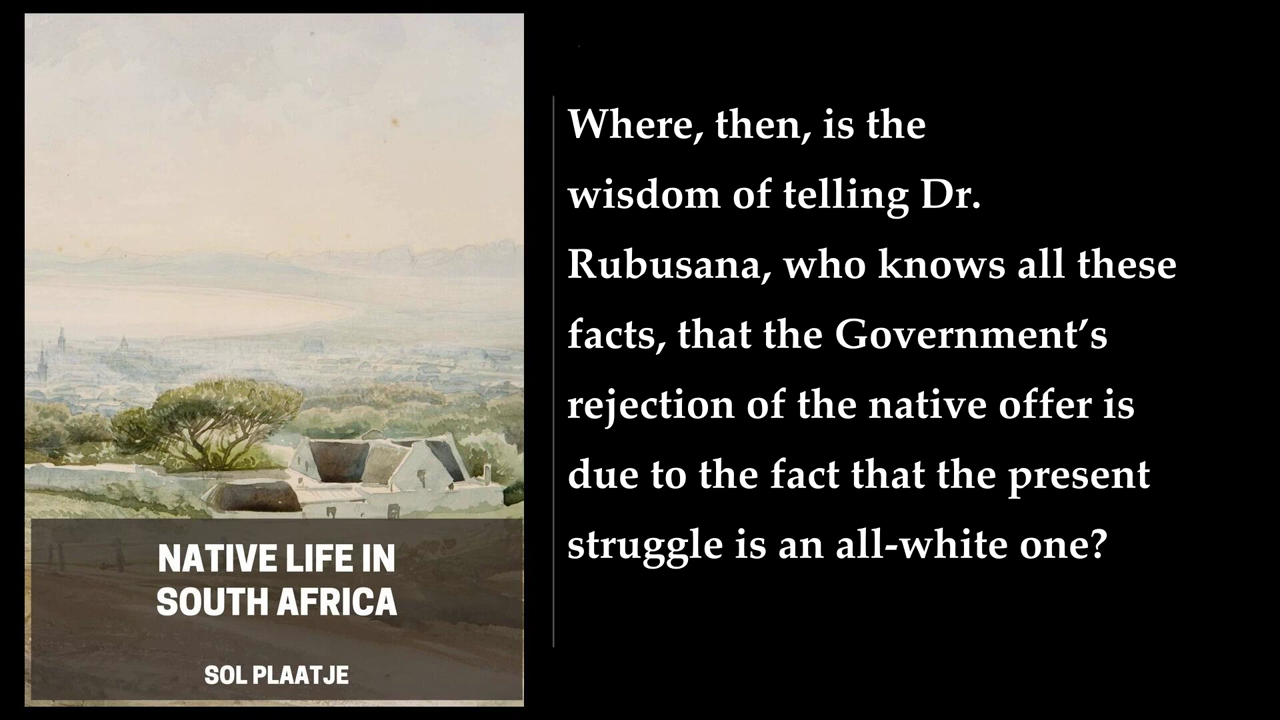 NATIVE LIFE IN
SOUTH AFRICA
SOL PLAATJE
Where, then, is the
wisdom of telling Dr.
Rubusana, who knows all these
facts, that the Government’s
rejection of the native offer is
due to the fact that the present
struggle is an all-white one?